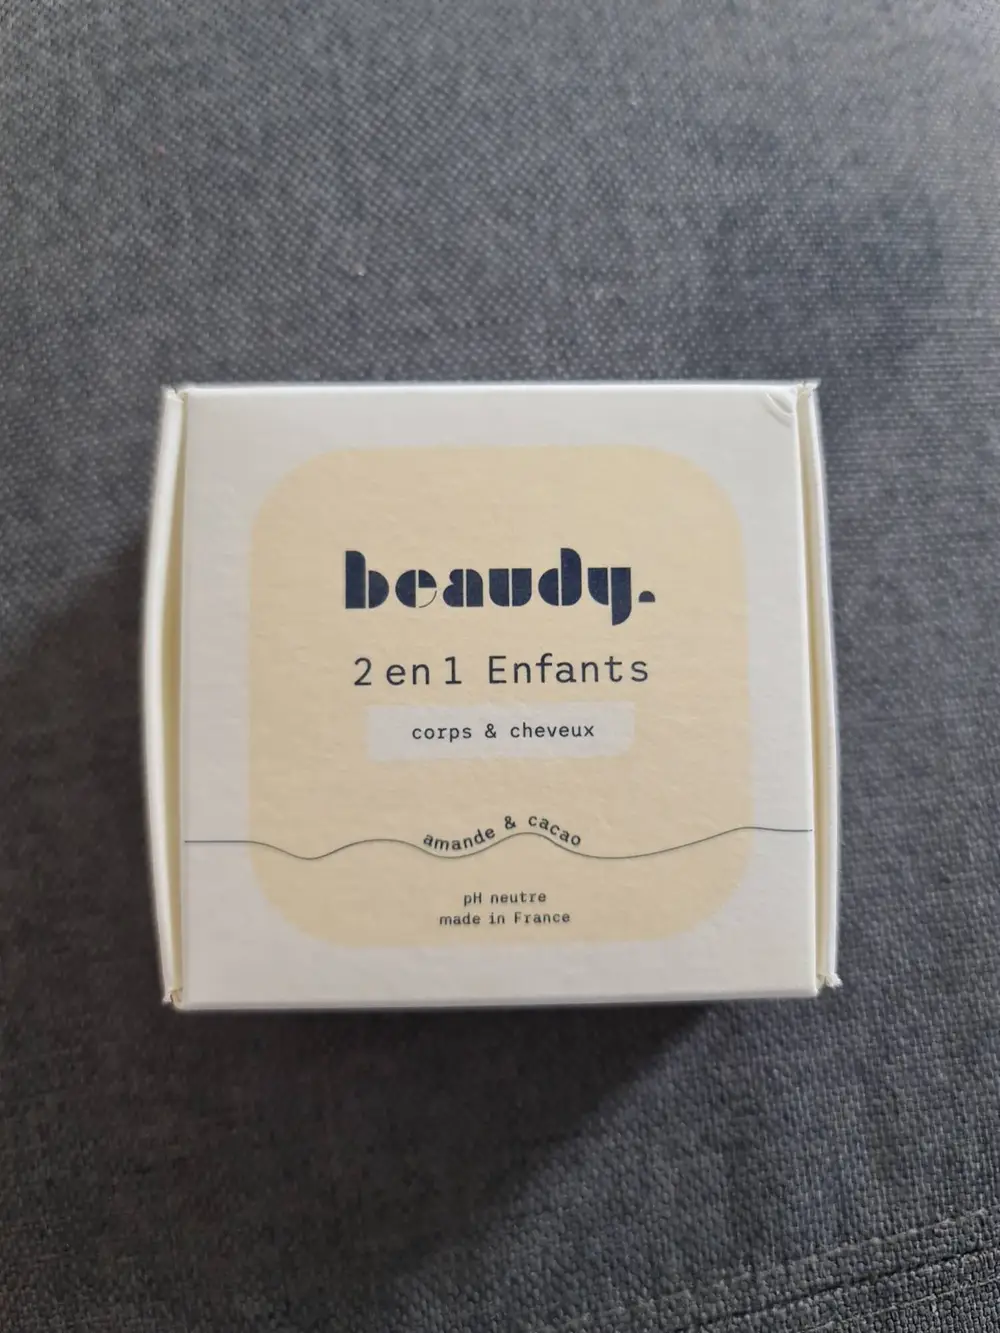 beaudy.
2 en 1 Enfants
corps & cheveux
amande & cacao
pH neutre
made in France